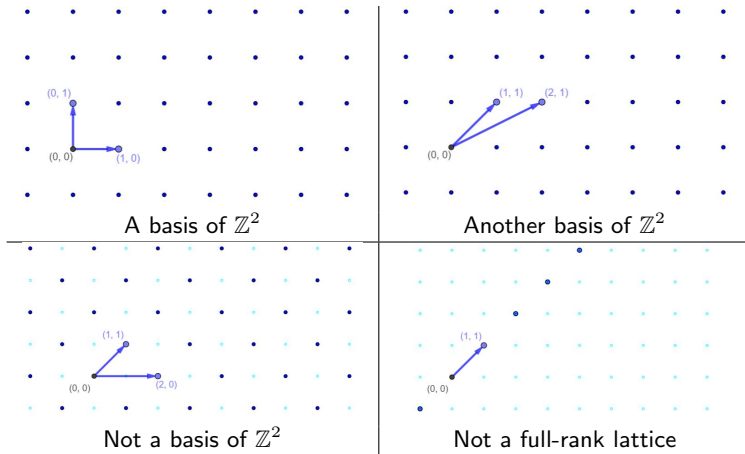 (0, 1)
(0, 0)
(1, 0)
A basis of ℤ²
(1, 1)
(2, 1)
(0, 0)
Another basis of ℤ²
(1, 1)
(0, 0)
(2, 0)
Not a basis of ℤ²
(1, 1)
(0, 0)
Not a full-rank lattice